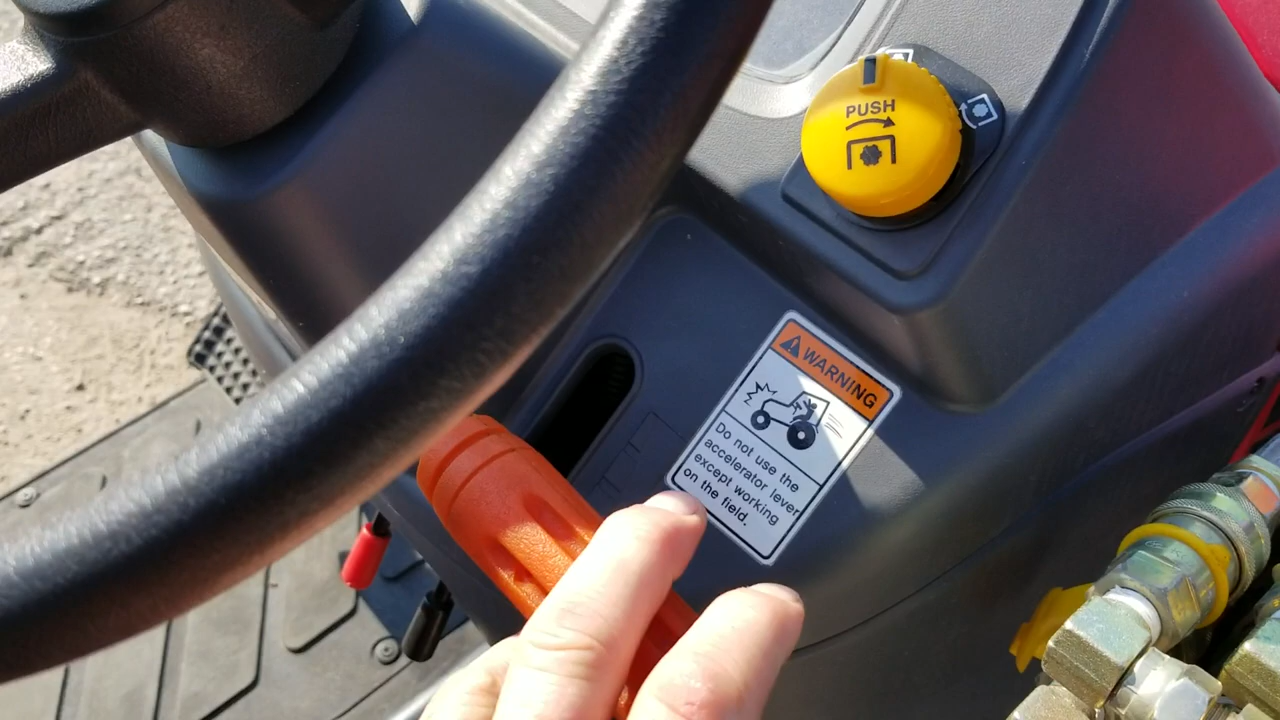 PUSH
WARNING
Do not use the
accelerator lever
except working
on the field.